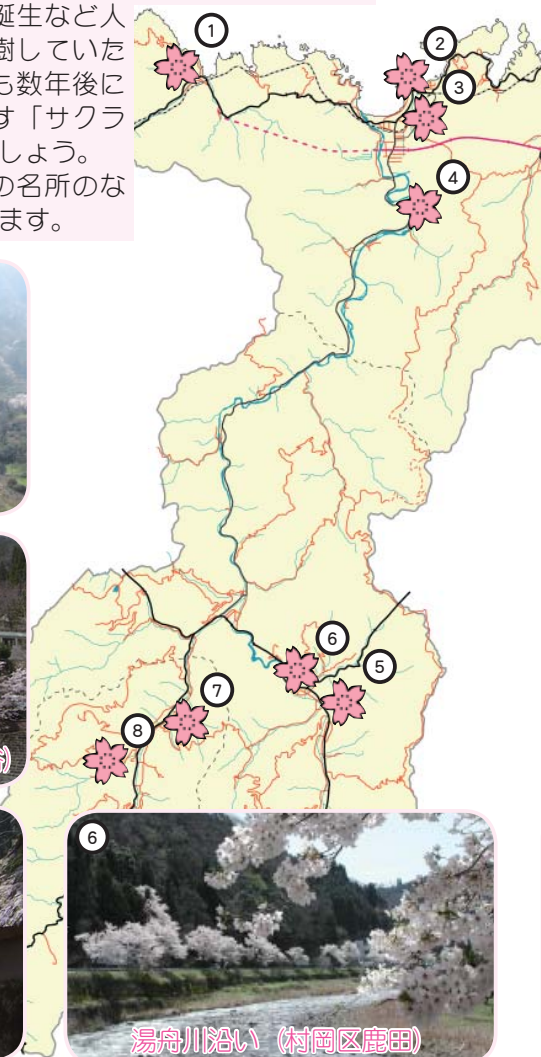 誕生など人
樹していた
も数年後に
す「サクラ
しょう。
の名所のな
ます。
①
②
③
④
⑥
⑤
⑦
⑧
6
湯舟川沿い（村岡区鹿田）